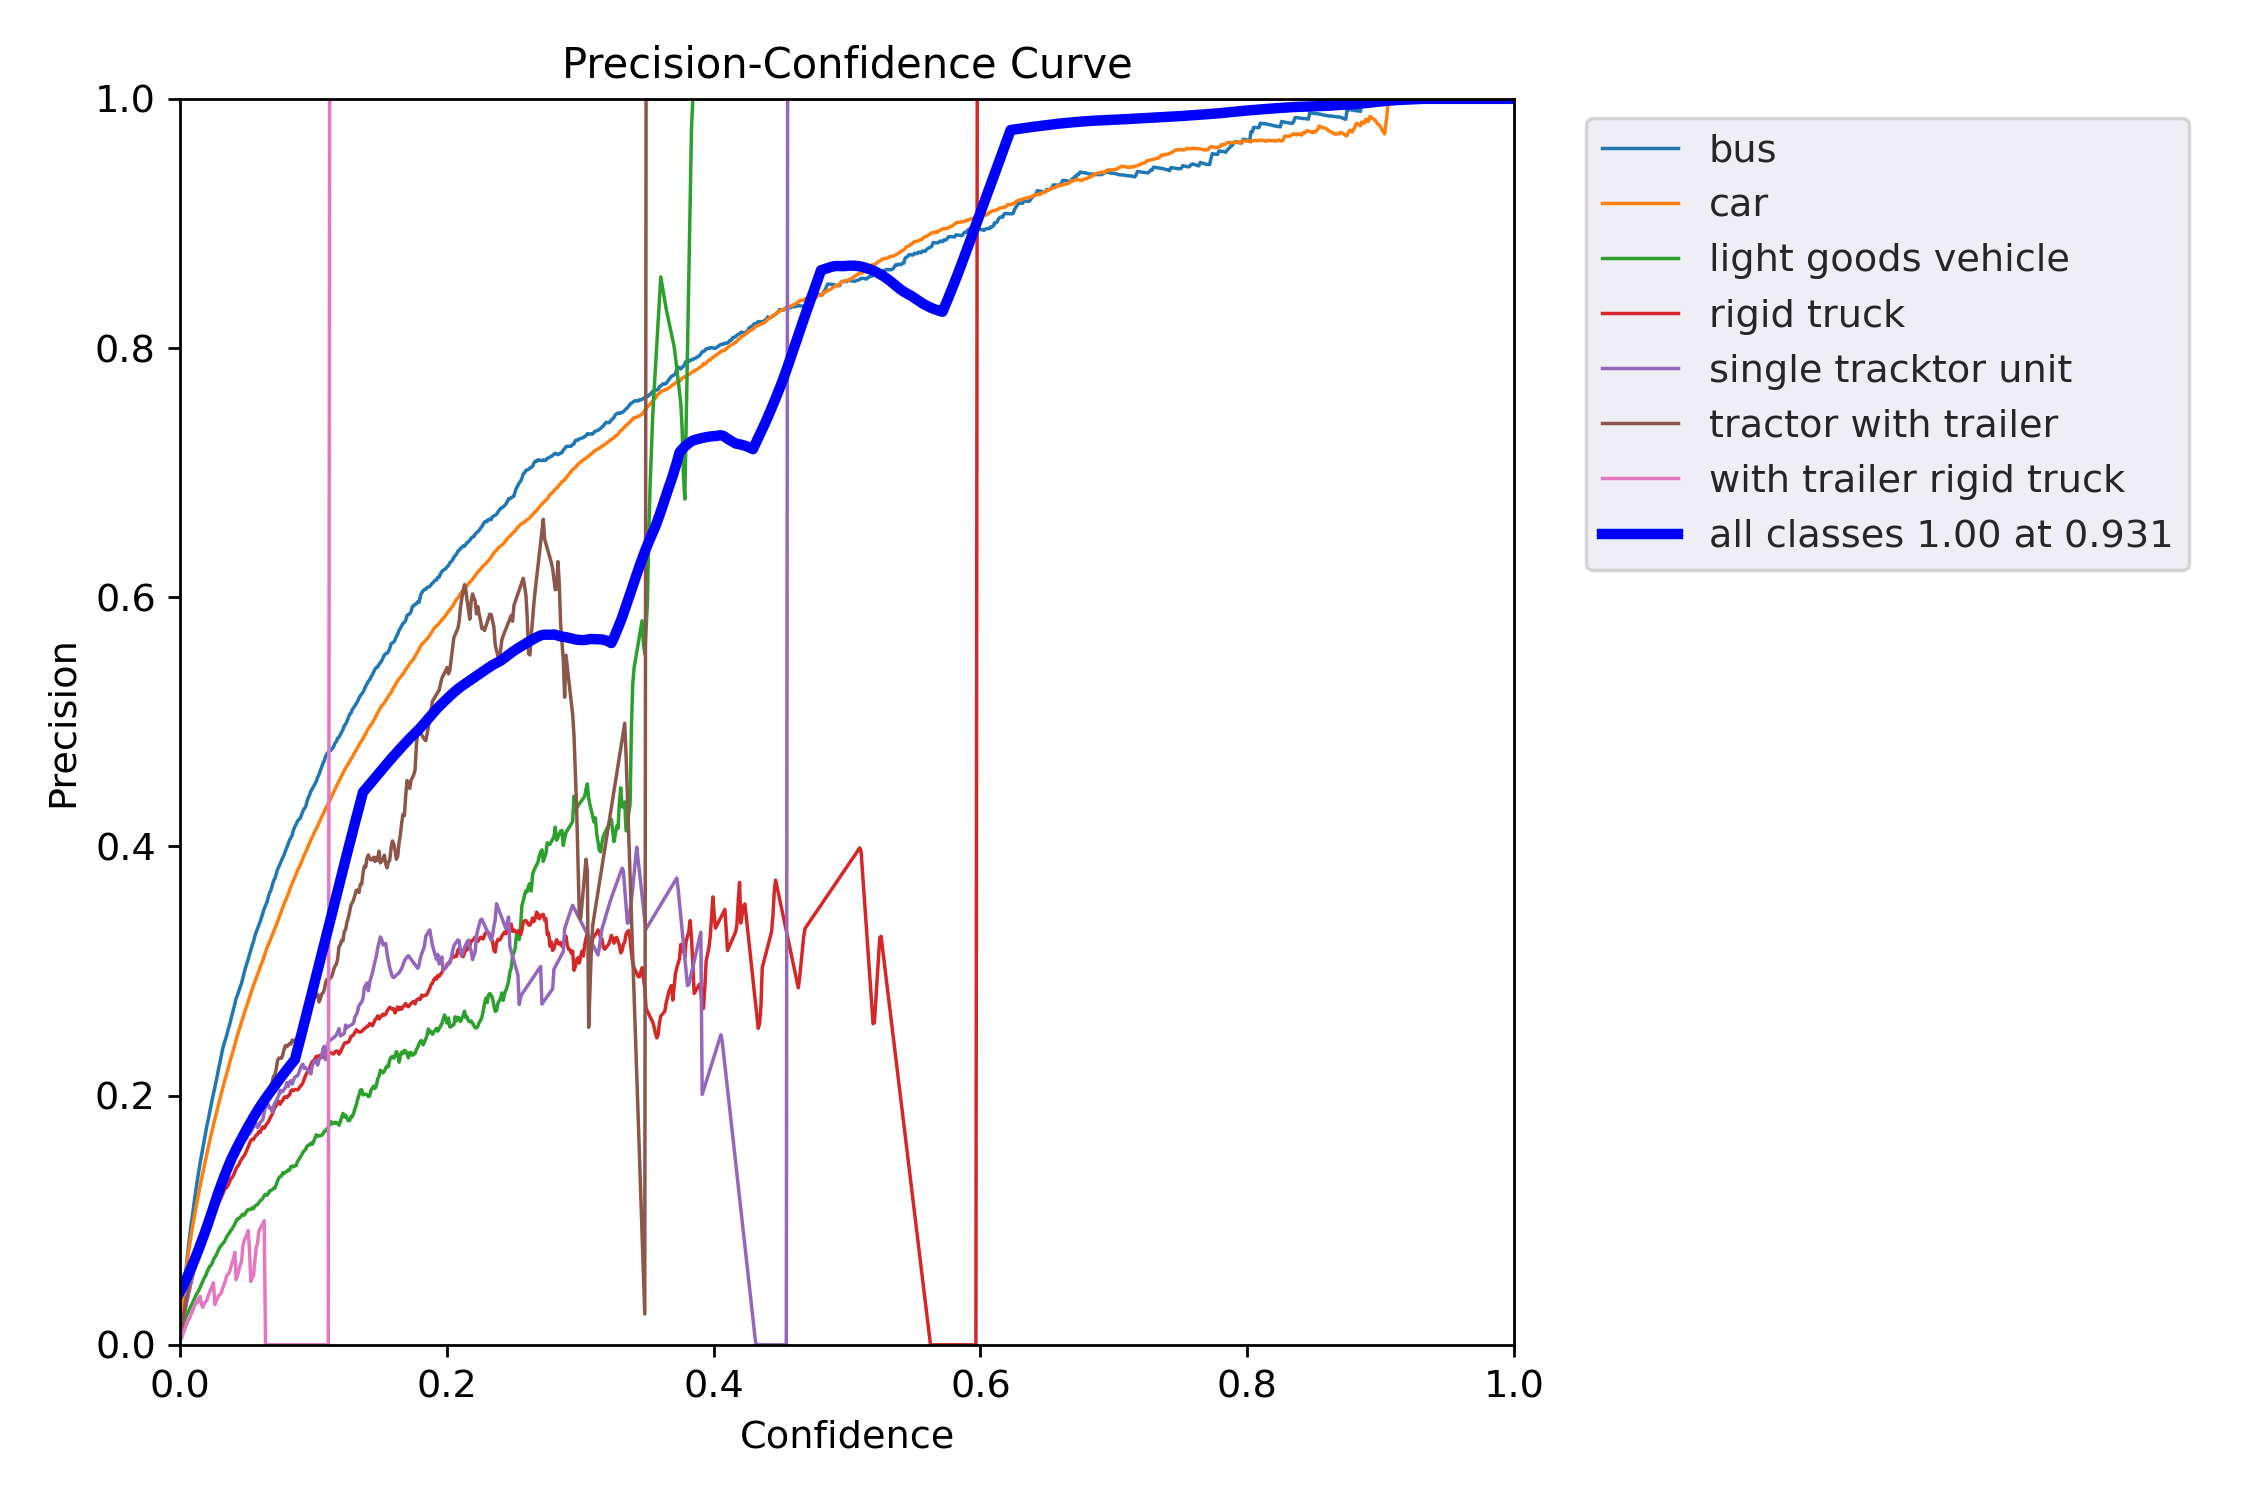 Precision-Confidence Curve
1.0
0.8
0.6
0.4
0.2
0.0
Precision
0.0 0.2 0.4 0.6 0.8 1.0
Confidence
bus
car
light goods vehicle
rigid truck
single tracktor unit
tractor with trailer
with trailer rigid truck
all classes 1.00 at 0.931